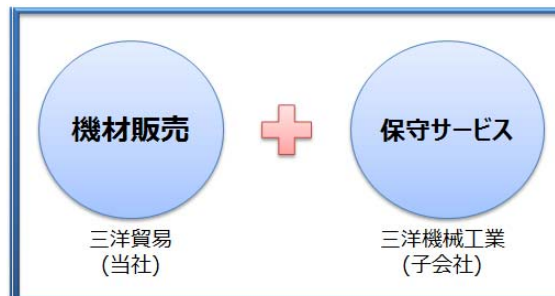 機材販売
保守サービス
三洋貿易
(当社)
三洋機械工業
(子会社)